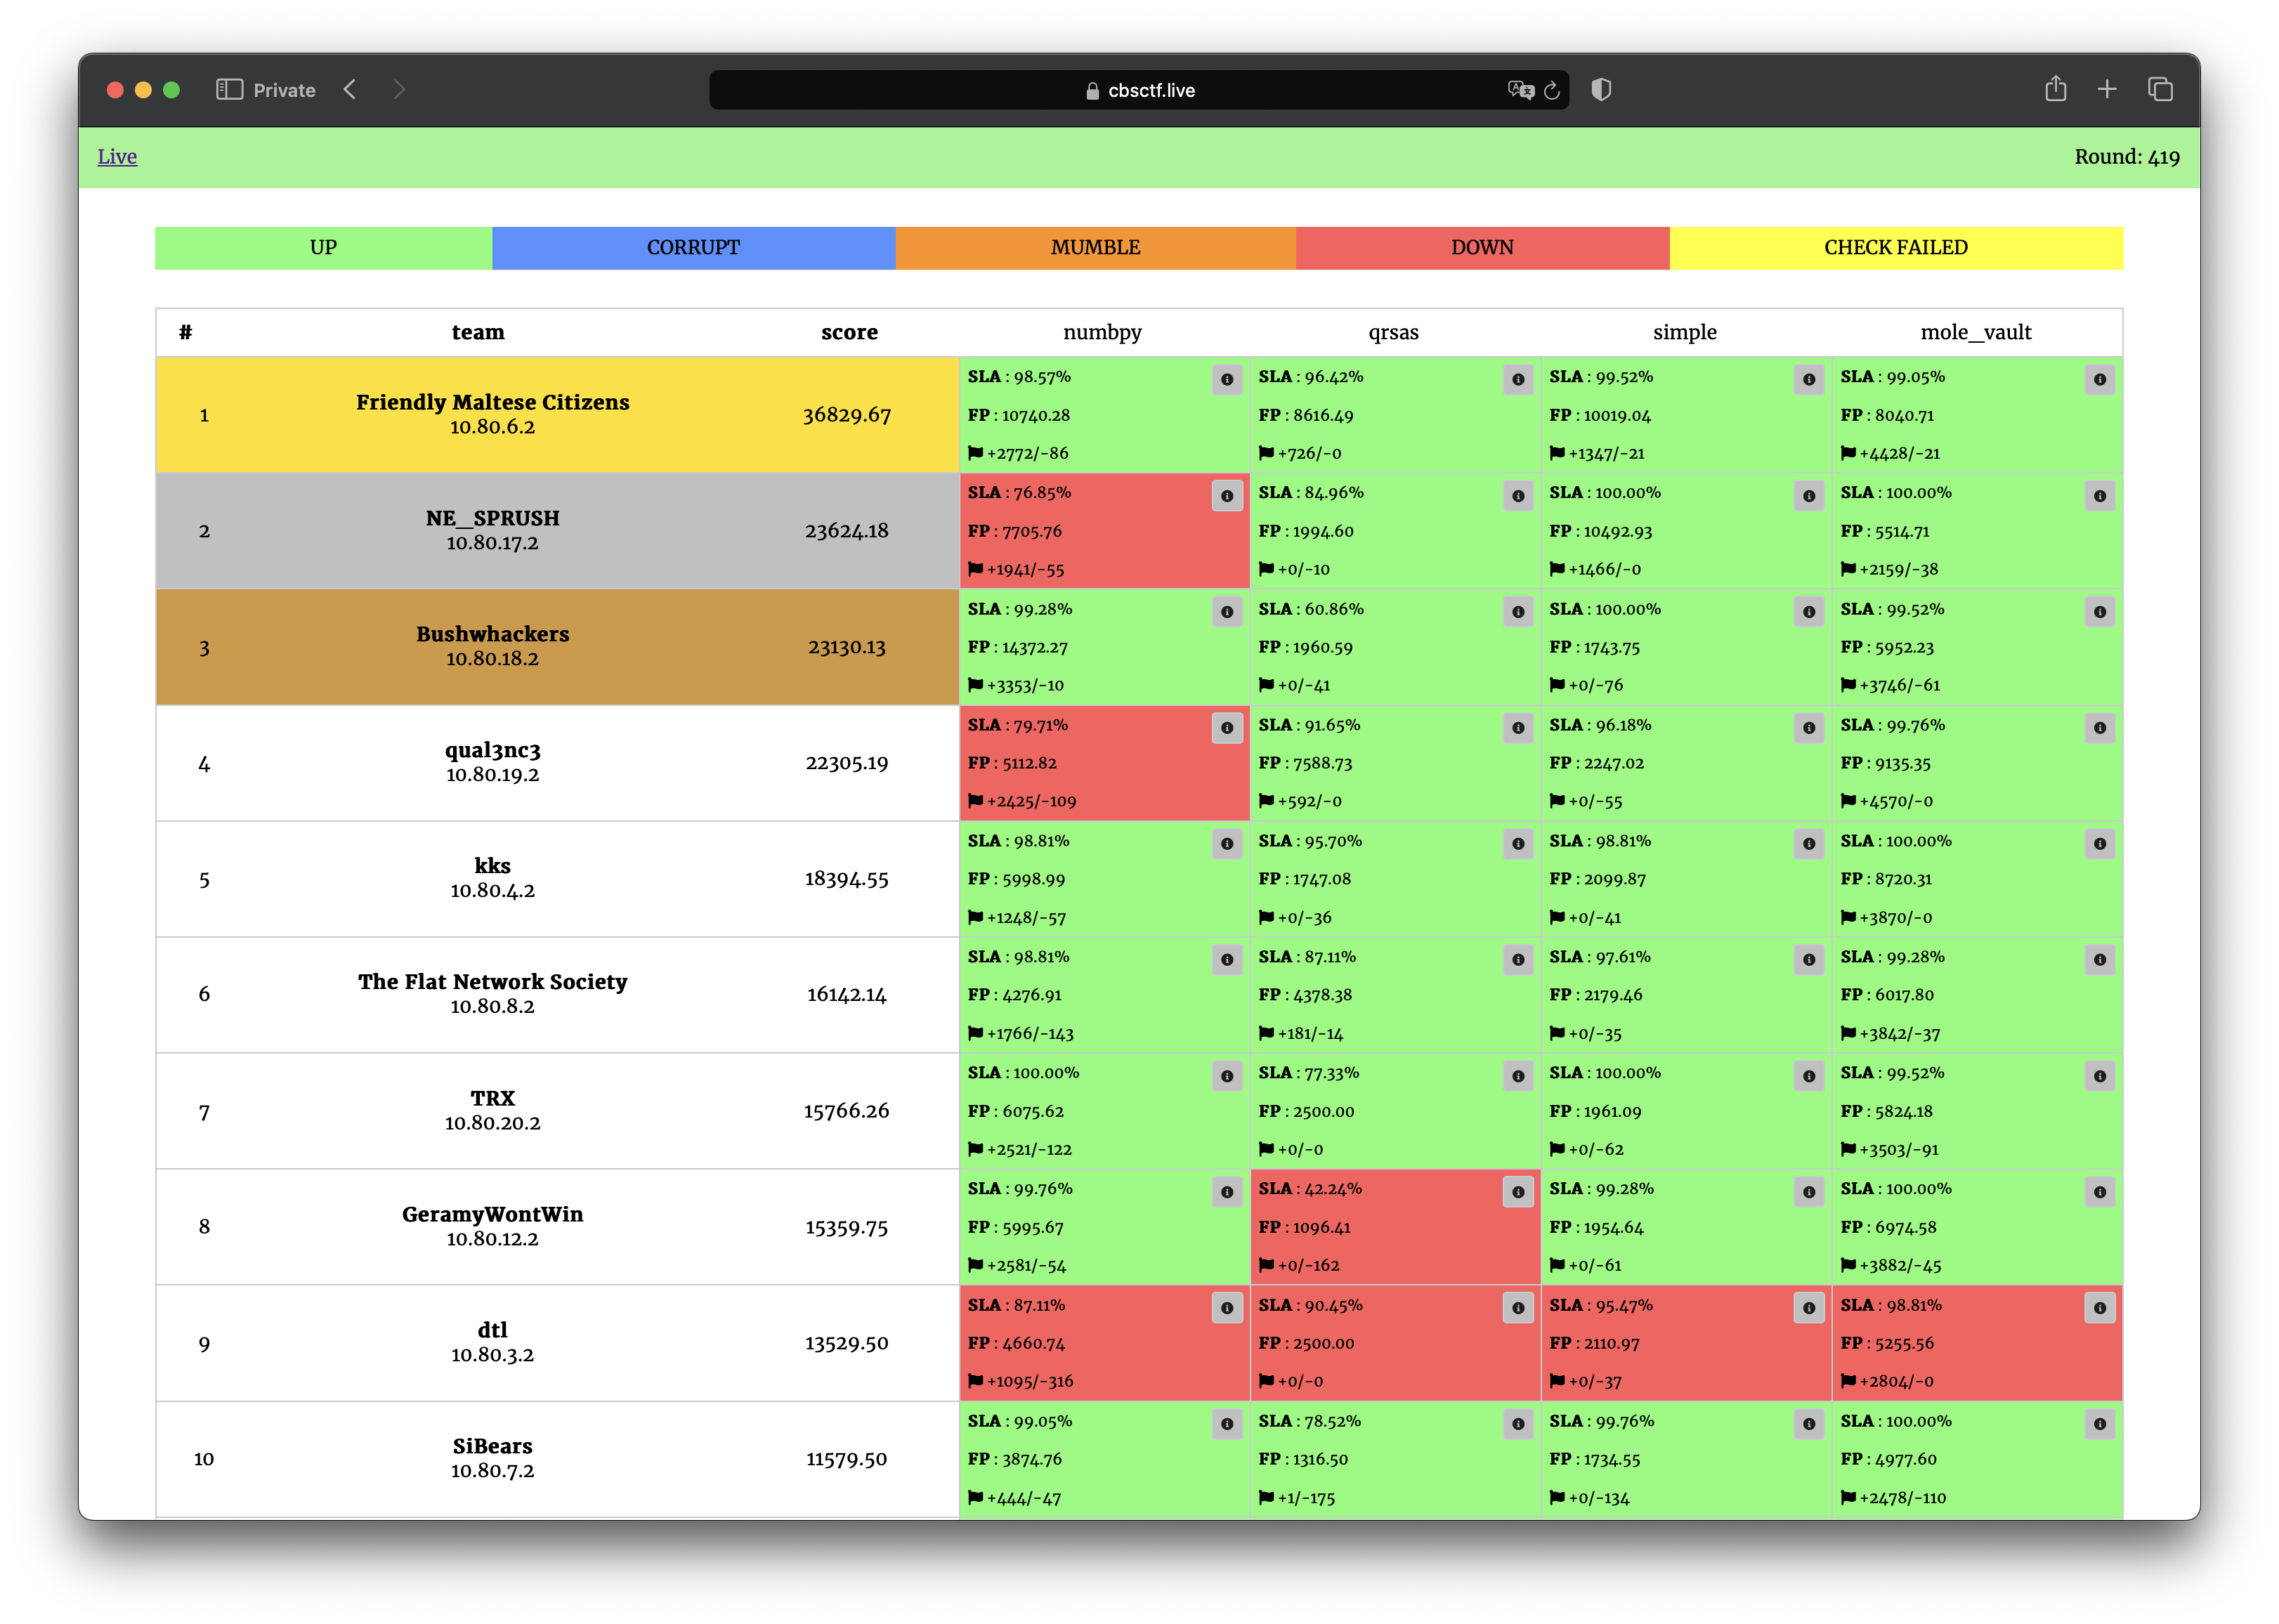 Private
cbsctf.live
Live
Round: 419
UP CORRUPT MUMBLE DOWN CHECK FAILED
# team score numbpy qrsas simple mole_vault
SLA : 98.57% SLA : 96.42% SLA : 99.52% SLA : 99.05%
1 Friendly Maltese Citizens 36829.67 FP : 10740.28 FP : 8616.49 FP : 10019.04 FP : 8040.71
10.80.6.2
+2772/-86 +726/-0 +1347/-21 +4428/-21
SLA : 76.85% SLA : 84.96% SLA : 100.00% SLA : 100.00%
2 NE_SPRUSH 23624.18 FP : 7705.76 FP : 1994.60 FP : 10492.93 FP : 5514.71
10.80.17.2
+1941/-55 +0/-10 +1466/-0 +2159/-38
SLA : 99.28% SLA : 60.86% SLA : 100.00% SLA : 99.52%
3 Bushwhackers 23130.13 FP : 14372.27 FP : 1960.59 FP : 1743.75 FP : 5952.23
10.80.18.2
+3353/-10 +0/-41 +0/-76 +3746/-61
SLA : 79.71% SLA : 91.65% SLA : 96.18% SLA : 99.76%
4 qual3nc3 22305.19 FP : 5112.82 FP : 7588.73 FP : 2247.02 FP : 9135.35
10.80.19.2
+2425/-109 +592/-0 +0/-55 +4570/-0
SLA : 98.81% SLA : 95.70% SLA : 98.81% SLA : 100.00%
5 kks 18394.55 FP : 5998.99 FP : 1747.08 FP : 2099.87 FP : 8720.31
10.80.4.2
+1248/-57 +0/-36 +0/-41 +3870/-0
SLA : 98.81% SLA : 87.11% SLA : 97.61% SLA : 99.28%
6 The Flat Network Society 16142.14 FP : 4276.91 FP : 4378.38 FP : 2179.46 FP : 6017.80
10.80.8.2
+1766/-143 +181/-14 +0/-35 +3842/-37
SLA : 100.00% SLA : 77.33% SLA : 100.00% SLA : 99.52%
7 TRX 15766.26 FP : 6075.62 FP : 2500.00 FP : 1961.09 FP : 5824.18
10.80.20.2
+2521/-122 +0/-0 +0/-62 +3503/-91
SLA : 99.76% SLA : 42.24% SLA : 99.28% SLA : 100.00%
8 GeramyWontWin 15359.75 FP : 5995.67 FP : 1096.41 FP : 1954.64 FP : 6974.58
10.80.12.2
+2581/-54 +0/-162 +0/-61 +3882/-45
SLA : 87.11% SLA : 90.45% SLA : 95.47% SLA : 98.81%
9 dtl 13529.50 FP : 4660.74 FP : 2500.00 FP : 2110.97 FP : 5255.56
10.80.3.2
+1095/-316 +0/-0 +0/-37 +2804/-0
SLA : 99.05% SLA : 78.52% SLA : 99.76% SLA : 100.00%
10 SiBears 11579.50 FP : 3874.76 FP : 1316.50 FP : 1734.55 FP : 4977.60
10.80.7.2
+444/-47 +1/-175 +0/-134 +2478/-110